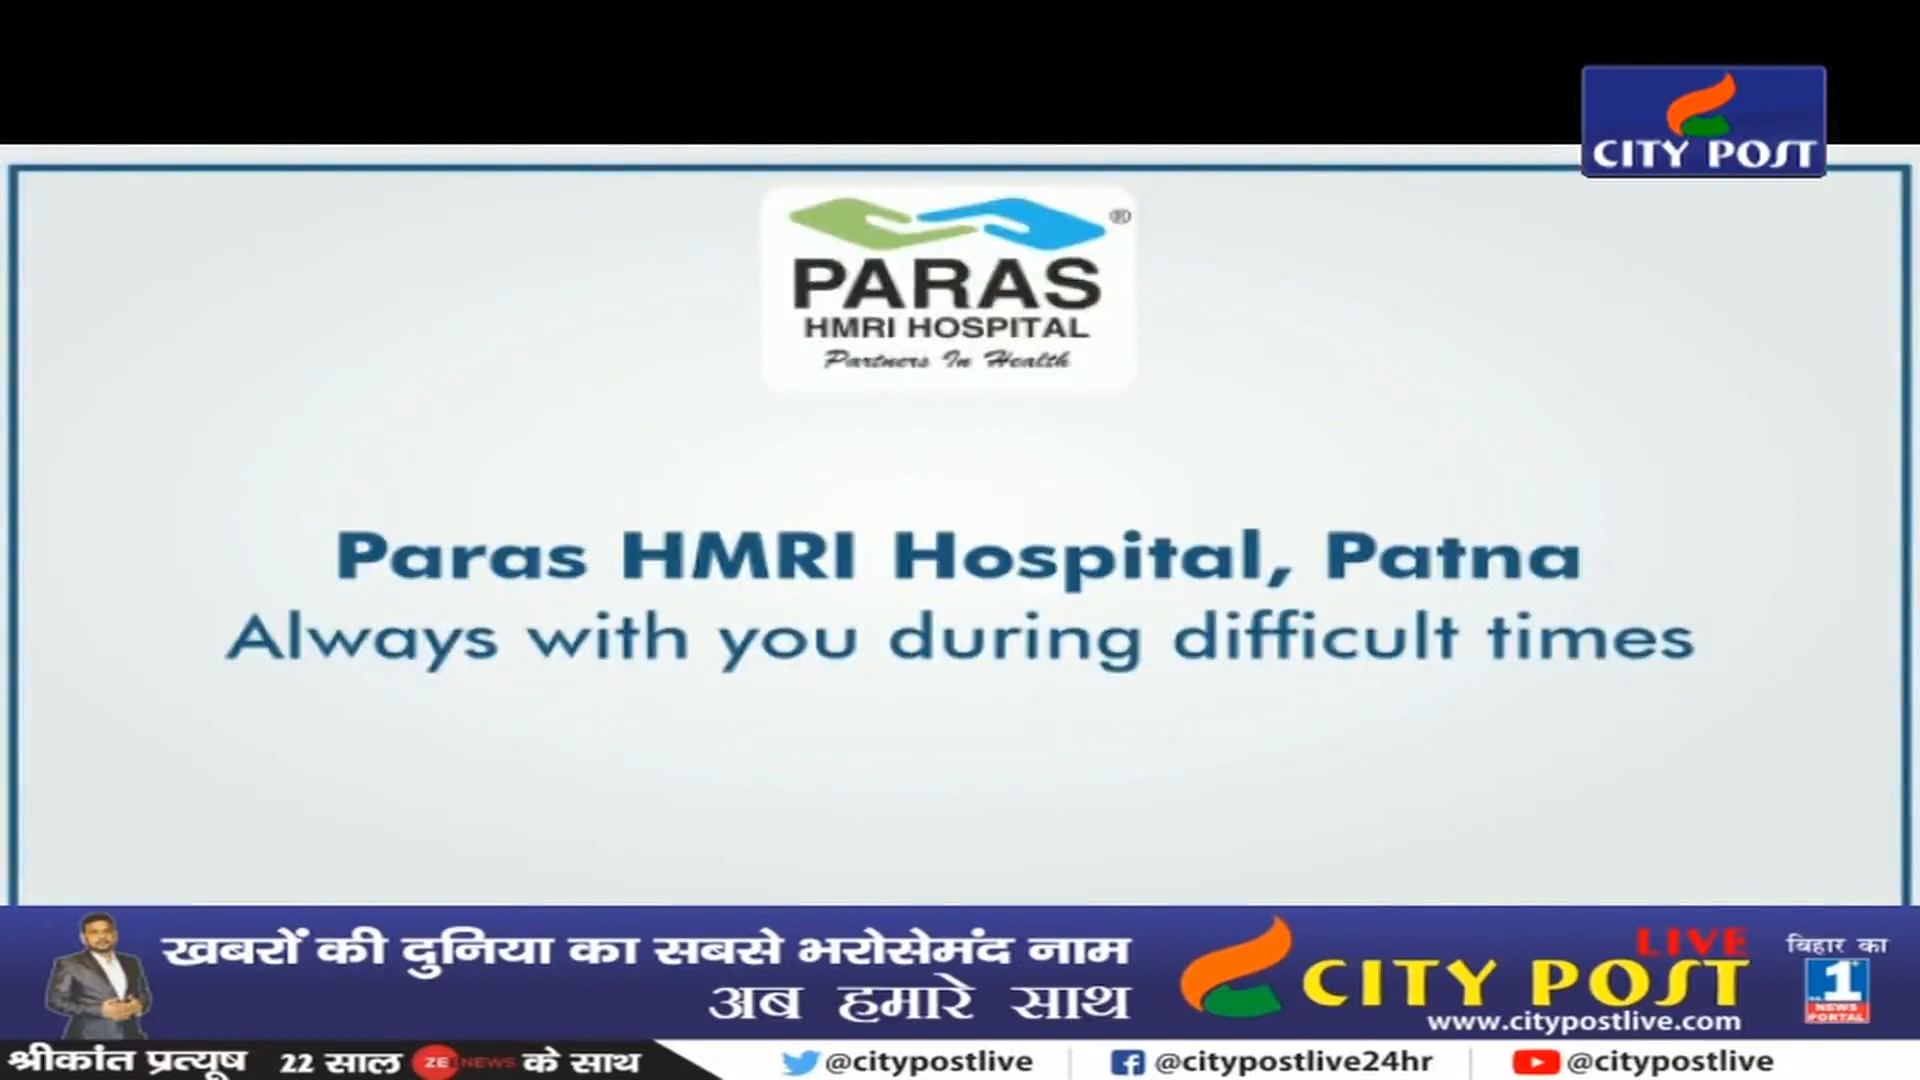 CITY POST
®
PARAS
HMRI HOSPITAL
Partners In Health
Paras HMRI Hospital, Patna
Always with you during difficult times
खबरों की दुनिया का सबसे भरोसेमंद नाम
अब हमारे साथ
LIVE
CITY POST
www.citypostlive.com
बिहार का
NO. 1
NEWS
PORTAL
श्रीकांत प्रत्यूष 22 साल ZEE NEWS के साथ
@citypostlive
@citypostlive24hr
@citypostlive